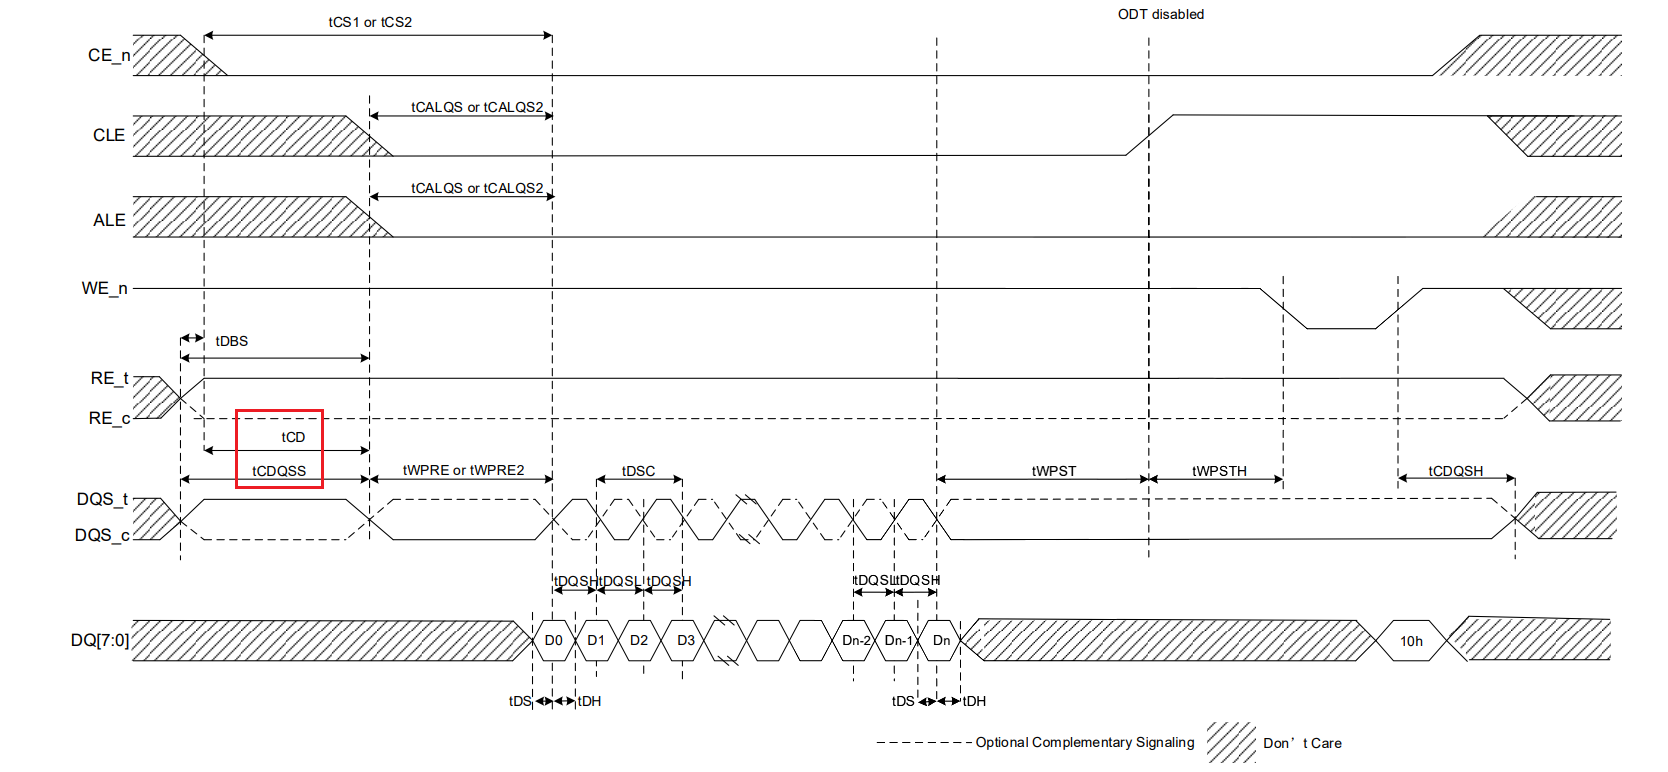 ODT disabled
tCS1 or tCS2
CE_n
tCALQS or tCALQS2
CLE
tCALQS or tCALQS2
ALE
WE_n
tDBS
RE_t
RE_c
tCD
tCDQSS
tWPRE or tWPRE2
tDSC
tWPST
tWPSTH
tCDQSH
DQS_t
DQS_c
tDQSH
tDQSL
tDQSH
tDQSL
tDQSH
DQ[7:0]
D0
D1
D2
D3
Dn-2
Dn-1
Dn
10h
tDS
tDH
tDS
tDH
Optional Complementary Signaling
Don’t Care